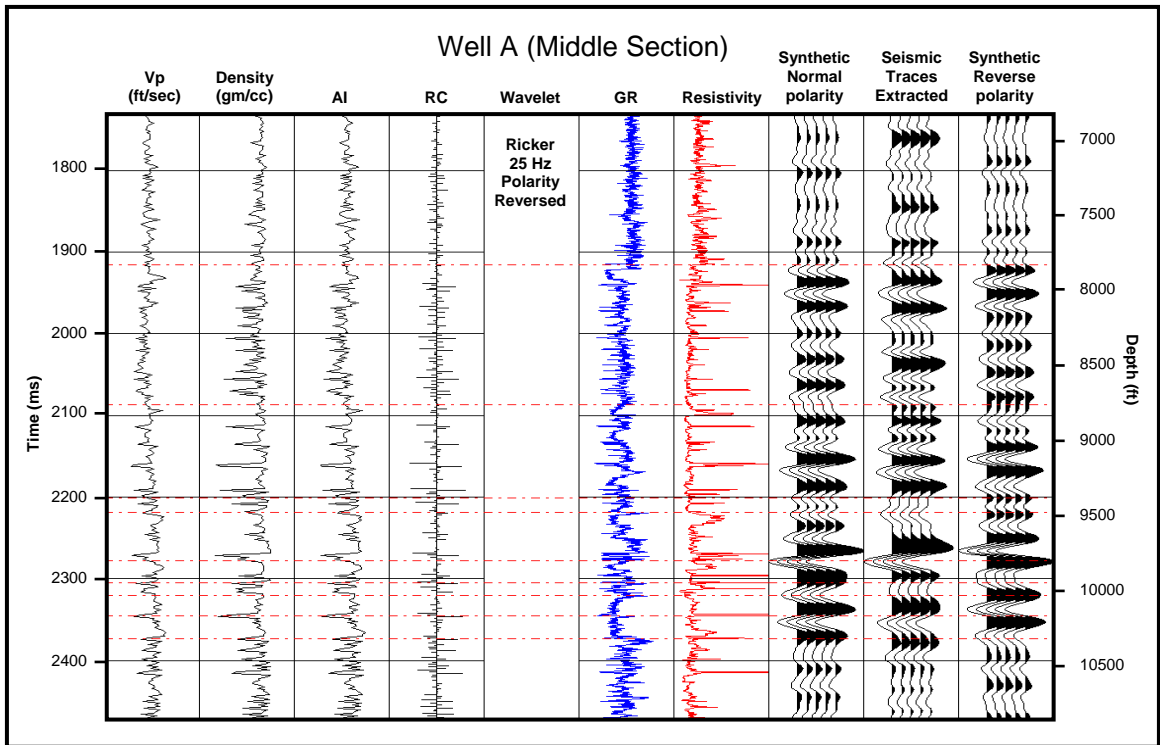 Well A (Middle Section)
Vp
(ft/sec)
Density
(gm/cc)
AI
RC
Wavelet
GR
Resistivity
Synthetic
Normal
polarity
Seismic
Traces
Extracted
Synthetic
Reverse
polarity
Ricker
25 Hz
Polarity
Reversed
Time (ms)
1800
1900
2000
2100
2200
2300
2400
7000
7500
8000
8500
9000
9500
10000
10500
Depth (ft)